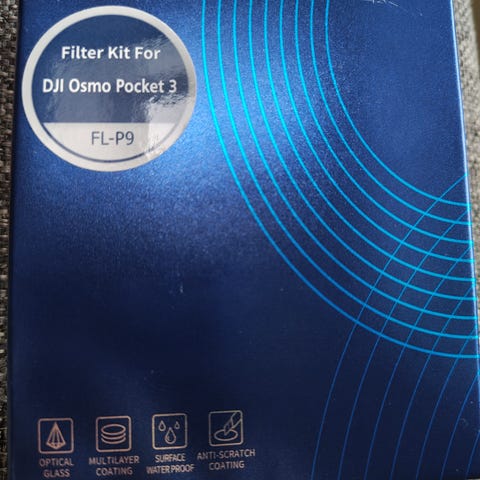 Filter Kit For
DJI Osmo Pocket 3
FL-P9
OPTICAL
GLASS
MULTILAYER
COATING
SURFACE
WATERPROOF
ANTI-SCRATCH
COATING